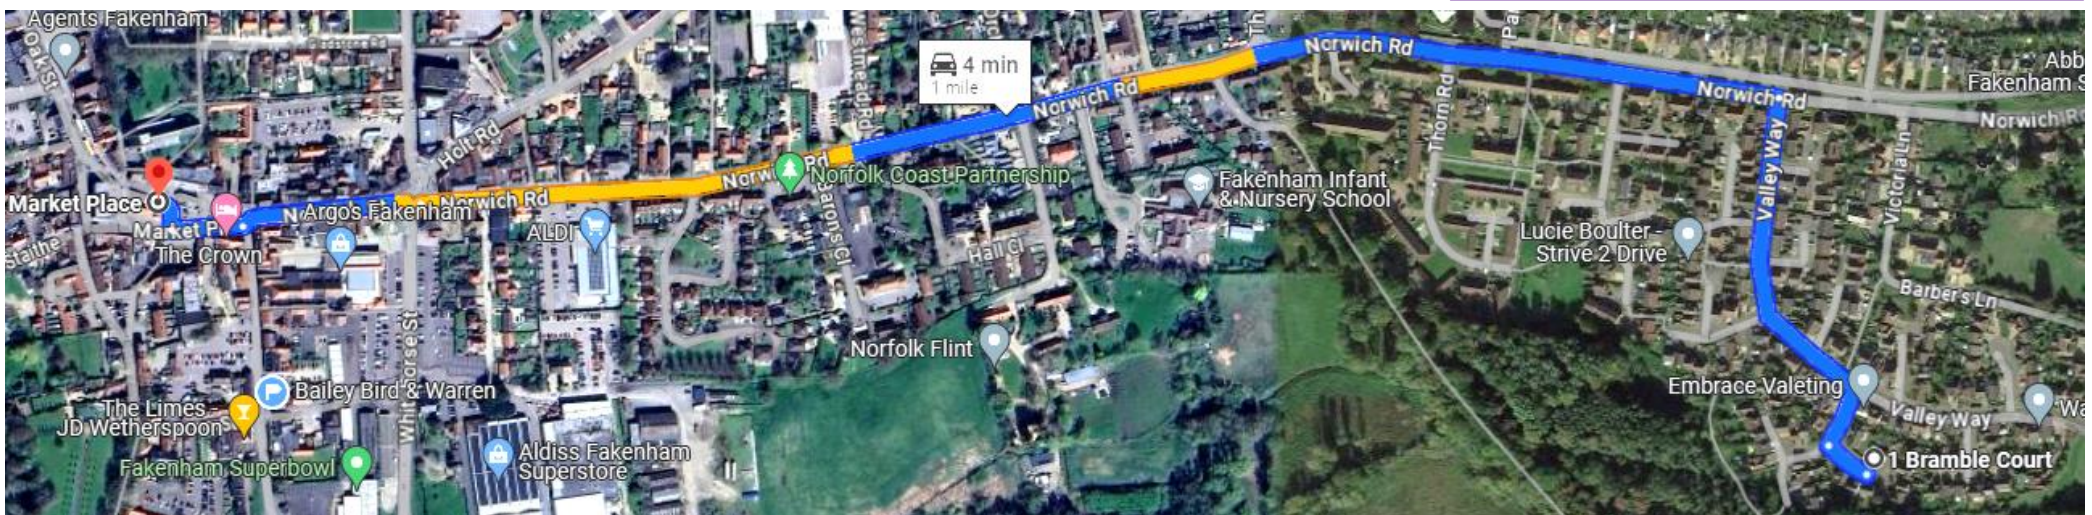 Agents Fakenham
Oak St
Holt Rd
Westmead Rd
4 min
1 mile
Norwich Rd
Norwich Rd
Norwich Rd
Norwich Rd
Abb
Fakenham S
Thorn Rd
Valley Way
Victoria Ln
Norwich Rd
Norfolk Coast Partnership
Fakenham Infant
& Nursery School
Market Place
Argos Fakenham
Market P
The Crown
Staithe
ALDI
Barons Cl
Hall Cl
Lucie Boulter -
Strive 2 Drive
Barbers Ln
Norfolk Flint
Whitehorse St
Bailey Bird & Warren
The Limes -
JD Wetherspoon
Embrace Valeting
Valley Way
Wa
Fakenham Superbowl
Aldiss Fakenham
Superstore
1 Bramble Court